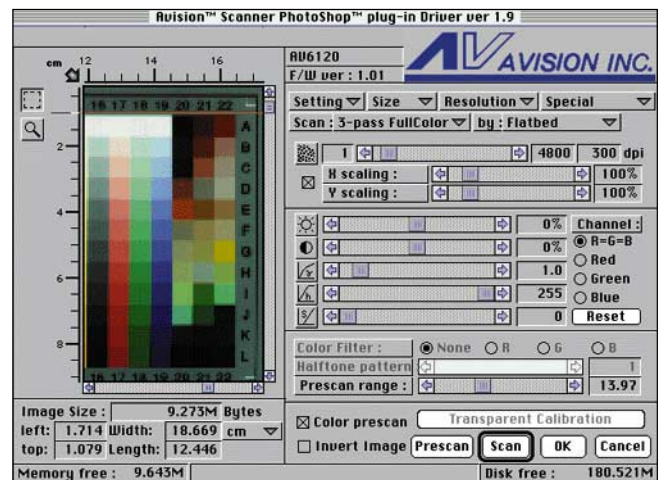 Avision™ Scanner PhotoShop™ plug-in Driver ver 1.9
cm 12 14 16
AV6120
F/W ver : 1.01
AV AVISION INC.
Setting Size Resolution Special
Scan : 3-pass FullColor by : Flatbed
1 4800 300 dpi
X scaling : 100%
Y scaling : 100%
16 17 18 19 20 21 22
A
B
C
D
E
F
G
H
I
J
K
L
16 17 18 19 20 21 22
2
4
6
8
0% Channel :
0% R=G=B
Red
1.0 Green
255 Blue
0 Reset
Color Filter : None R G B
Halftone pattern 1
Prescan range : 13.97
Image Size : 9.273M Bytes
left: 1.714 Width: 18.669 cm
top: 1.079 Length: 12.446
Color prescan Transparent Calibration
Invert Image Prescan Scan OK Cancel
Memory free : 9.643M
Disk free : 180.521M